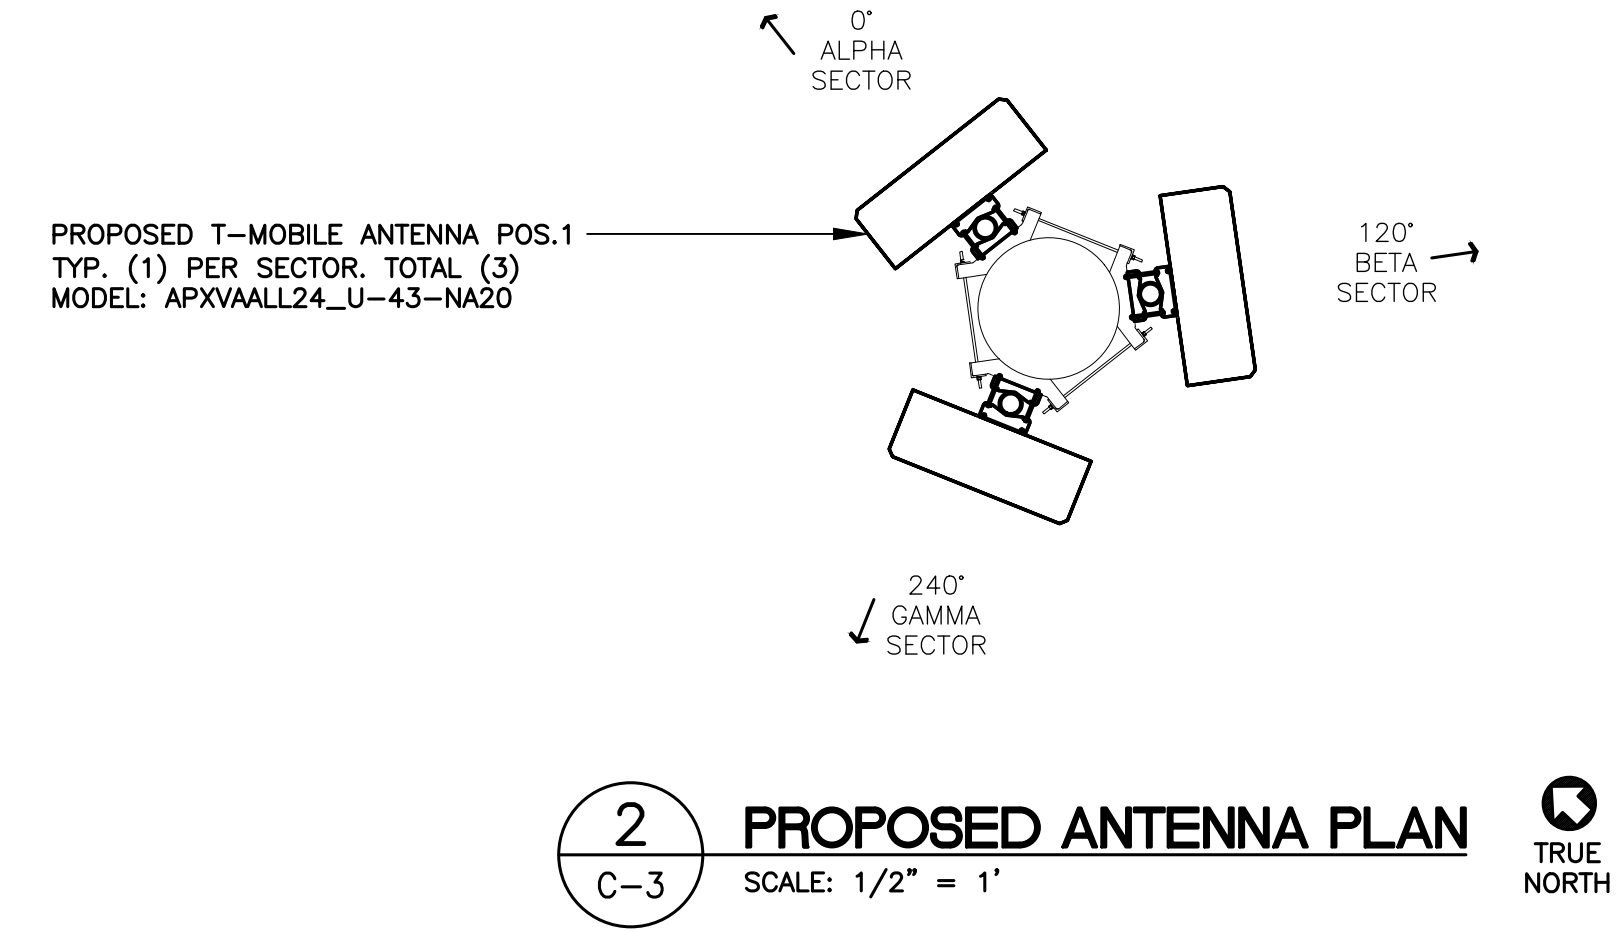 0°
ALPHA
SECTOR
PROPOSED T-MOBILE ANTENNA POS.1
TYP. (1) PER SECTOR. TOTAL (3)
MODEL: APXVAALL24_U-43-NA20
120°
BETA
SECTOR
240°
GAMMA
SECTOR
2
C-3
PROPOSED ANTENNA PLAN
SCALE: 1/2" = 1'
TRUE
NORTH